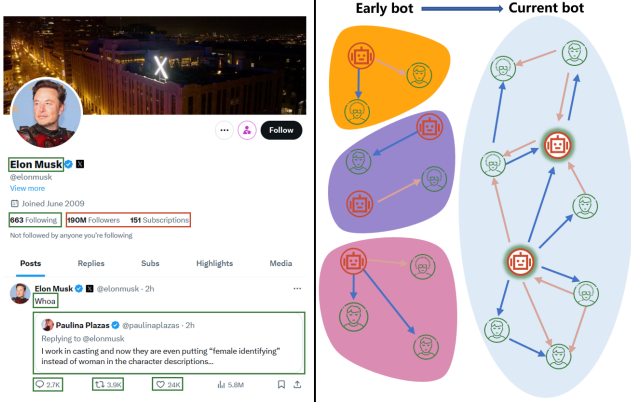 X
Follow
Elon Musk
@elonmusk
View more
Joined June 2009
663 Following 190M Followers 151 Subscriptions
Not followed by anyone you're following
Posts Replies Subs Highlights Media
Elon Musk @elonmusk · 2h
Whoa
Paulina Plazas @paulinaplazas · 2h
Replying to @elonmusk
I work in casting and now they are even putting “female identifying”
instead of woman in the character descriptions...
2.7K 3.9K 24K 5.8M
Early bot Current bot